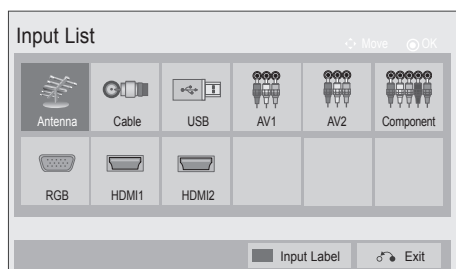 Input List
Move OK
Antenna Cable USB AV1 AV2 Component
RGB HDMI1 HDMI2
Input Label Exit